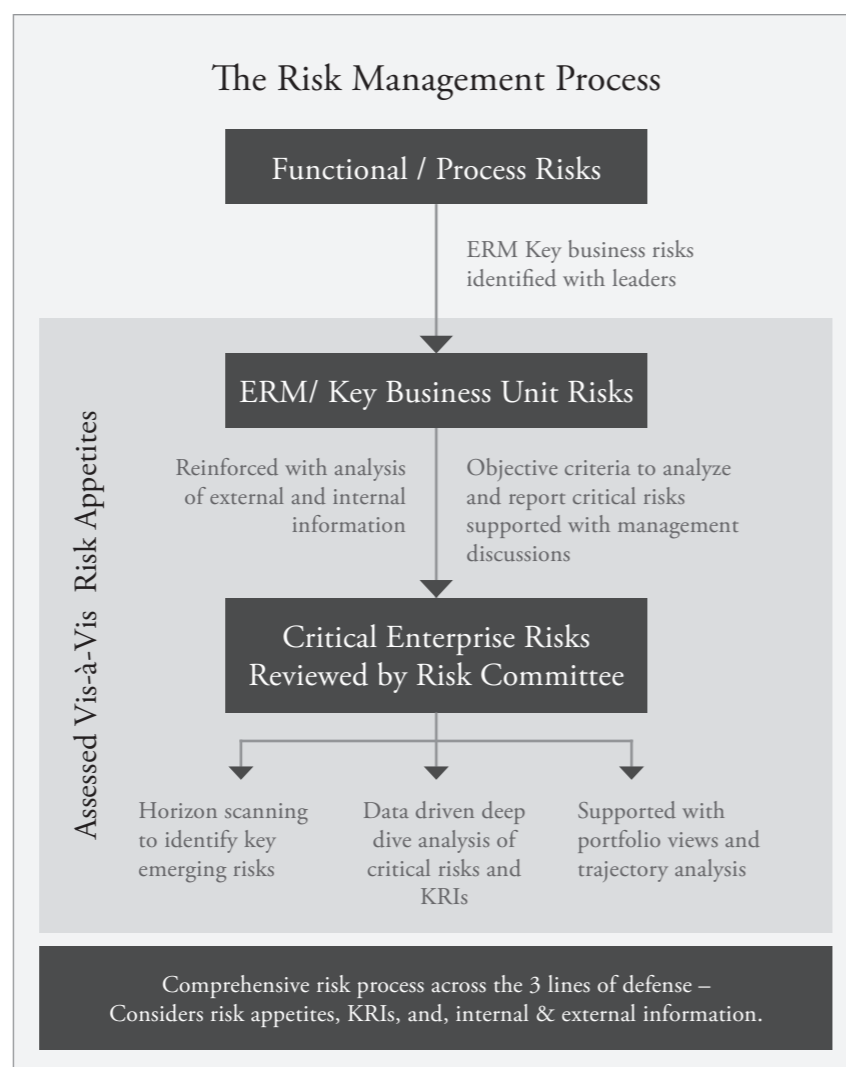 The Risk Management Process
Functional / Process Risks
ERM Key business risks
identified with leaders
ERM/ Key Business Unit Risks
Reinforced with analysis
of external and internal
information
Objective criteria to analyze
and report critical risks
supported with management
discussions
Critical Enterprise Risks
Reviewed by Risk Committee
Horizon scanning
to identify key
emerging risks
Data driven deep
dive analysis of
critical risks and
KRIs
Supported with
portfolio views and
trajectory analysis
Assessed Vis-à-Vis Risk Appetites
Comprehensive risk process across the 3 lines of defense –
Considers risk appetites, KRIs, and, internal & external information.